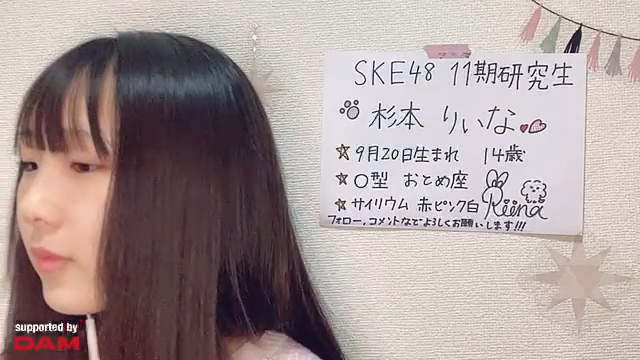 SKE48 11期研究生
杉本 りいな
☆9月20日生まれ 14歳
☆O型 おとめ座
☆サイリウム 赤ピンク白
Riina
フォロー、コメントなどよろしくお願いします!!!
supported by
DAM